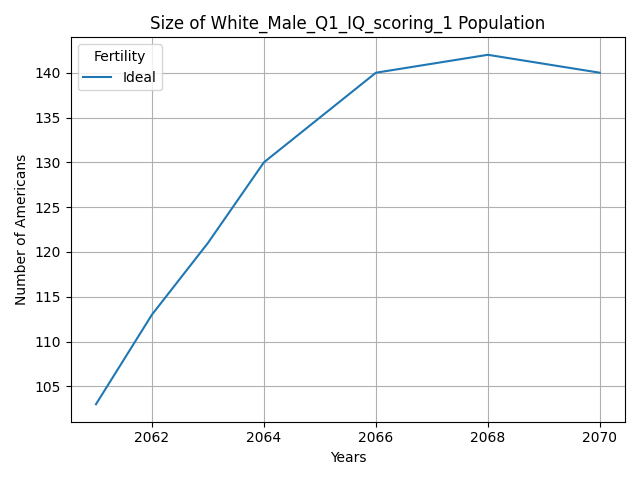 Size of White_Male_Q1_IQ_scoring_1 Population
Fertility
Ideal
Number of Americans
140
135
130
125
120
115
110
105
2062 2064 2066 2068 2070
Years